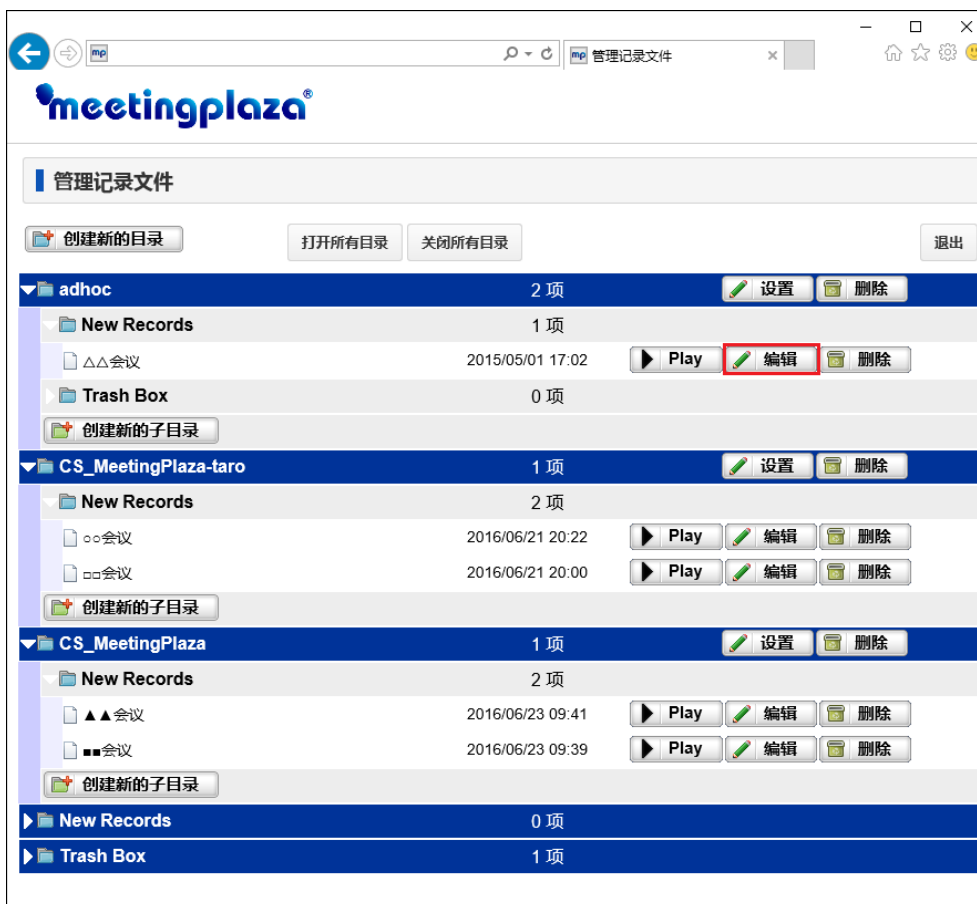 mp 管理记录文件
meetingplaza®
管理记录文件
创建新的目录 打开所有目录 关闭所有目录 退出
adhoc 2 项 设置 删除
New Records 1 项
△△会议 2015/05/01 17:02 Play 编辑 删除
Trash Box 0 项
创建新的子目录
CS_MeetingPlaza-taro 1 项 设置 删除
New Records 2 项
○○会议 2016/06/21 20:22 Play 编辑 删除
□□会议 2016/06/21 20:00 Play 编辑 删除
创建新的子目录
CS_MeetingPlaza 1 项 设置 删除
New Records 2 项
▲▲会议 2016/06/23 09:41 Play 编辑 删除
■■会议 2016/06/23 09:39 Play 编辑 删除
创建新的子目录
New Records 0 项
Trash Box 1 项